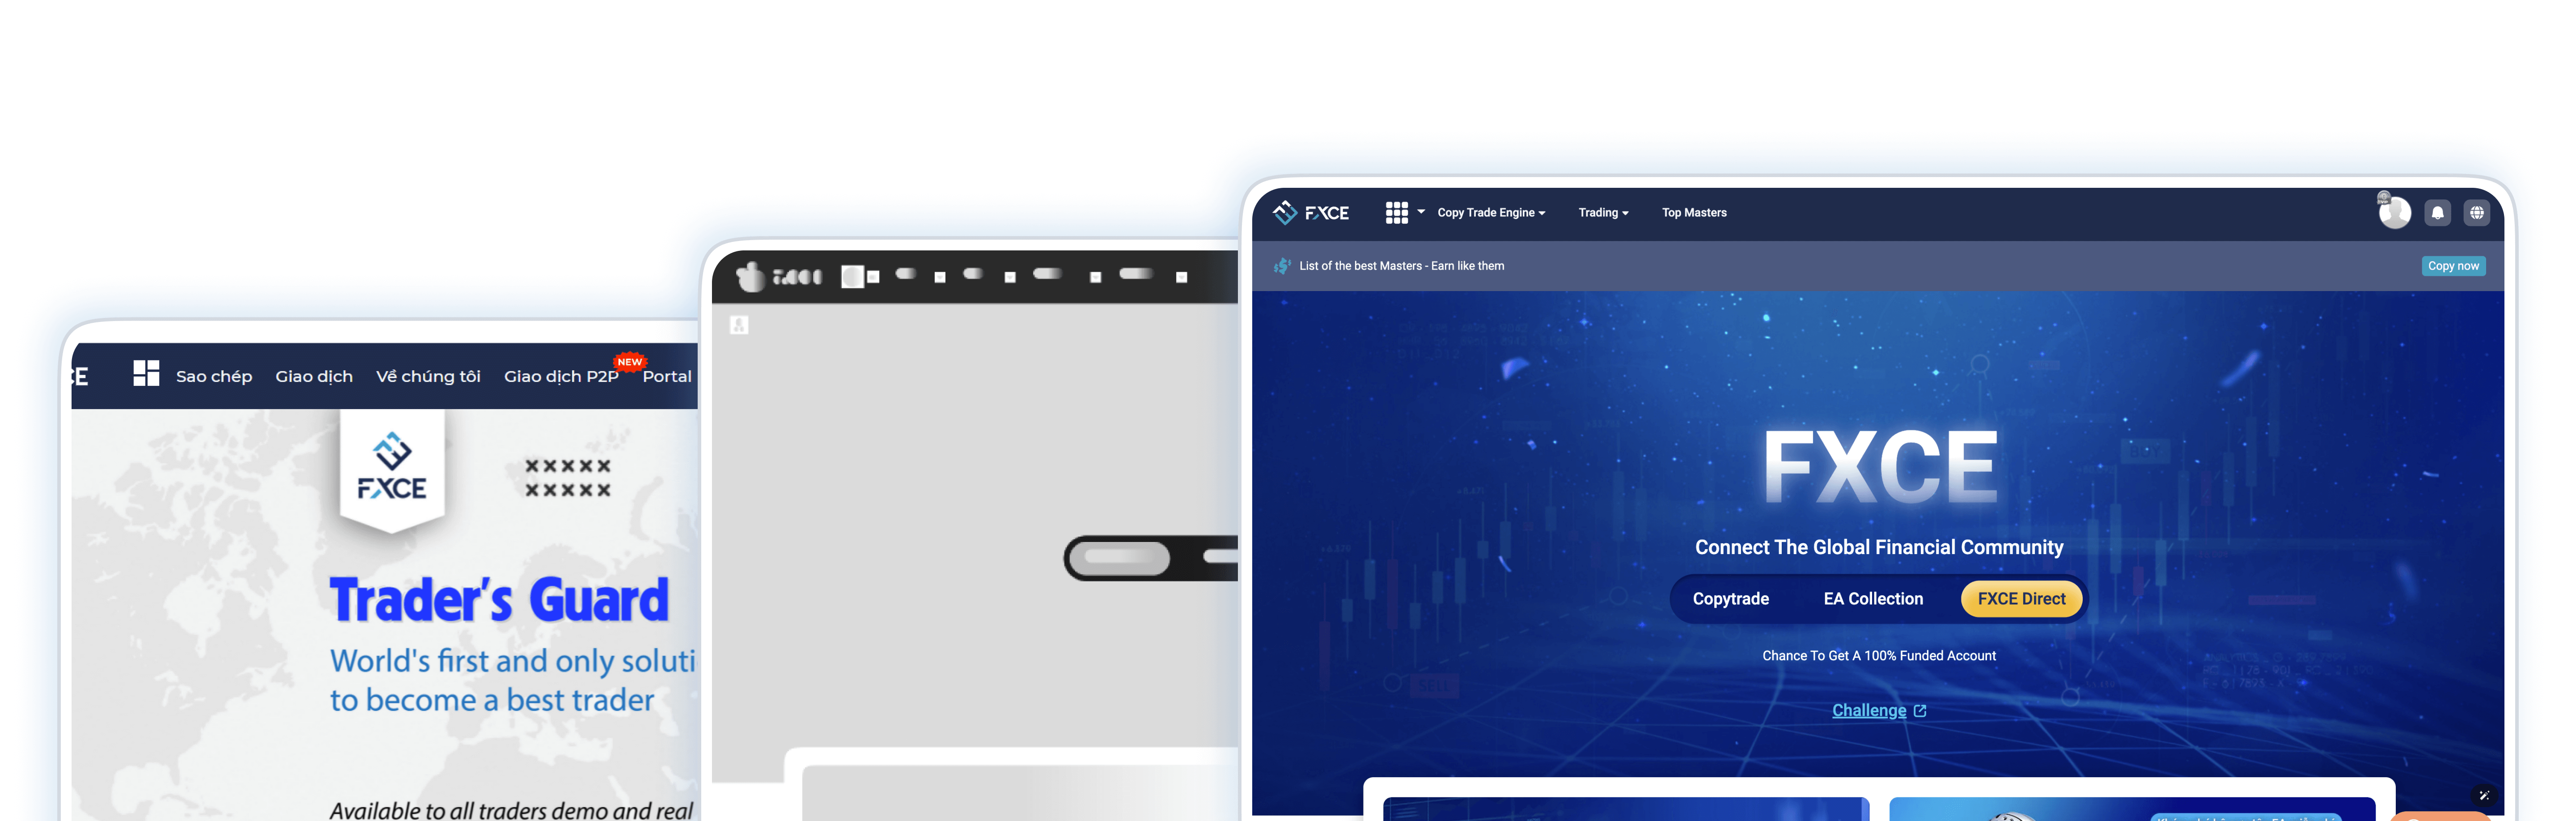 CE
Sao chép
Giao dịch
Về chúng tôi
Giao dịch P2P
NEW
Portal
FXCE
Trader's Guard
World's first and only soluti
to become a best trader
Available to all traders demo and real
FXCE
Copy Trade Engine
Trading
Top Masters
List of the best Masters - Earn like them
Copy now
BUY
SELL
FXCE
Connect The Global Financial Community
Copytrade
EA Collection
FXCE Direct
Chance To Get A 100% Funded Account
Challenge